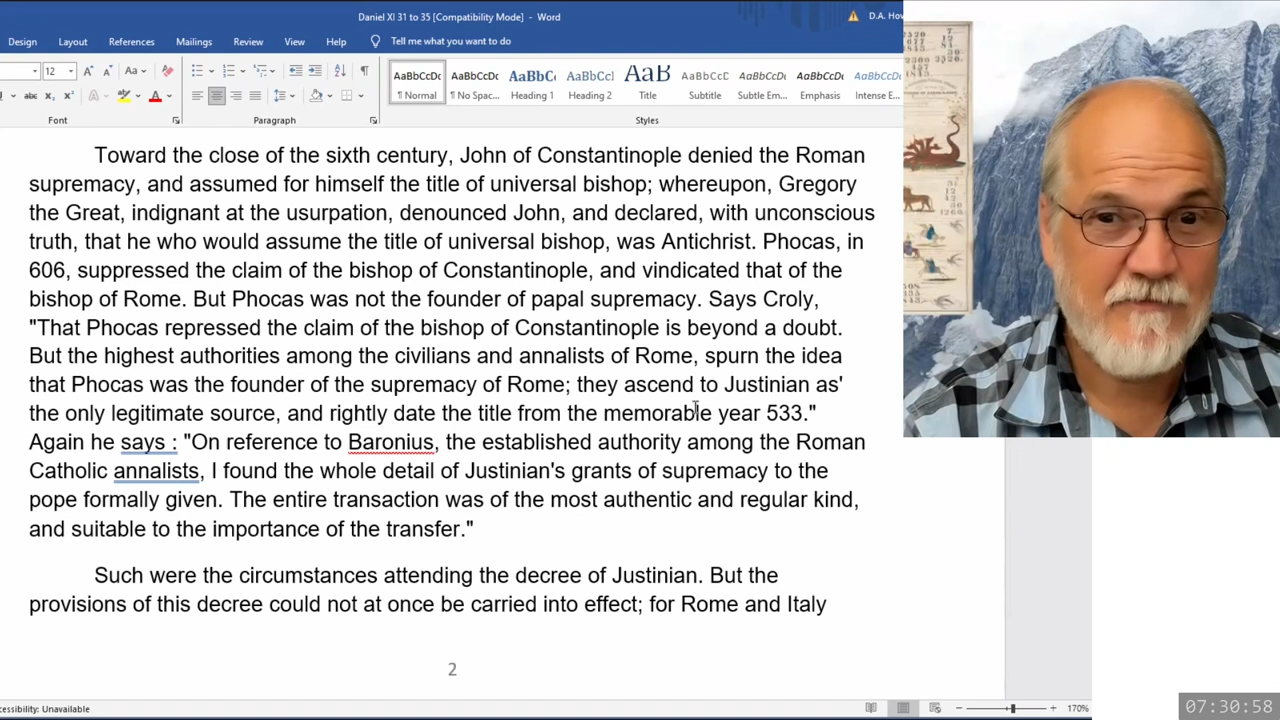 Daniel XI 31 to 35 [Compatibility Mode] - Word
D.A. Ho
Design Layout References Mailings Review View Help Tell me what you want to do
12 Aa
AaBbCcDc AaBbCcDc AaBbC AaBbCcC AaB AaBbCcD AaBbCcDc AaBbCcDc AaBbCcDc
¶ Normal ¶ No Spac... Heading 1 Heading 2 Title Subtitle Subtle Em... Emphasis Intense E...
Font Paragraph Styles
Toward the close of the sixth century, John of Constantinople denied the Roman
supremacy, and assumed for himself the title of universal bishop; whereupon, Gregory
the Great, indignant at the usurpation, denounced John, and declared, with unconscious
truth, that he who would assume the title of universal bishop, was Antichrist. Phocas, in
606, suppressed the claim of the bishop of Constantinople, and vindicated that of the
bishop of Rome. But Phocas was not the founder of papal supremacy. Says Croly,
"That Phocas repressed the claim of the bishop of Constantinople is beyond a doubt.
But the highest authorities among the civilians and annalists of Rome, spurn the idea
that Phocas was the founder of the supremacy of Rome; they ascend to Justinian as'
the only legitimate source, and rightly date the title from the memorable year 533."
Again he says : "On reference to Baronius, the established authority among the Roman
Catholic annalists, I found the whole detail of Justinian's grants of supremacy to the
pope formally given. The entire transaction was of the most authentic and regular kind,
and suitable to the importance of the transfer."
Such were the circumstances attending the decree of Justinian. But the
provisions of this decree could not at once be carried into effect; for Rome and Italy
2
cessibility: Unavailable
170%
07:30:58